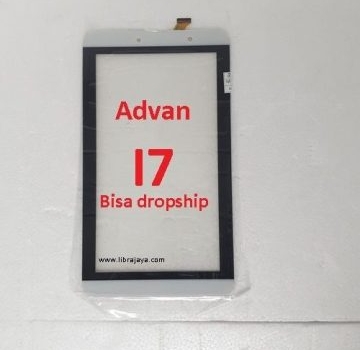 Advan
I7
Bisa dropship
www.librajaya.com